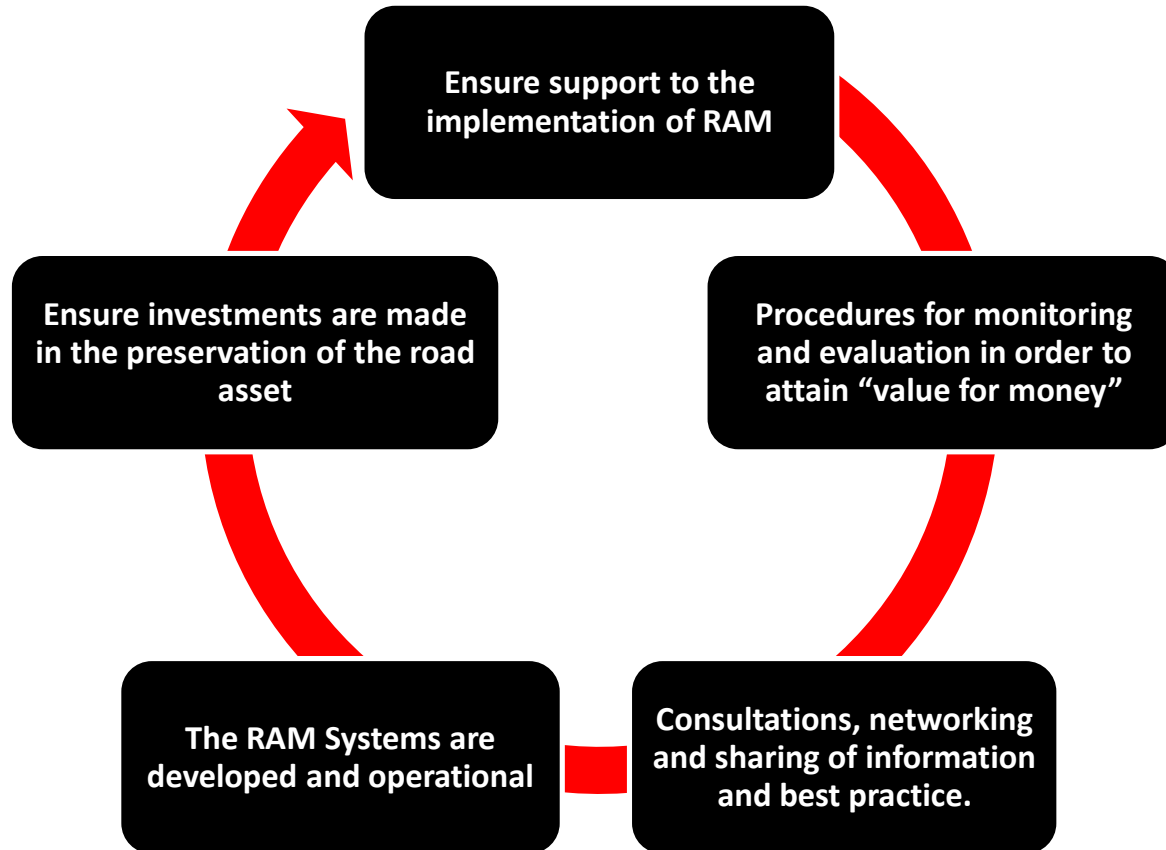 Ensure support to the
implementation of RAM
Procedures for monitoring
and evaluation in order to
attain “value for money”
Consultations, networking
and sharing of information
and best practice.
The RAM Systems are
developed and operational
Ensure investments are made
in the preservation of the road
asset